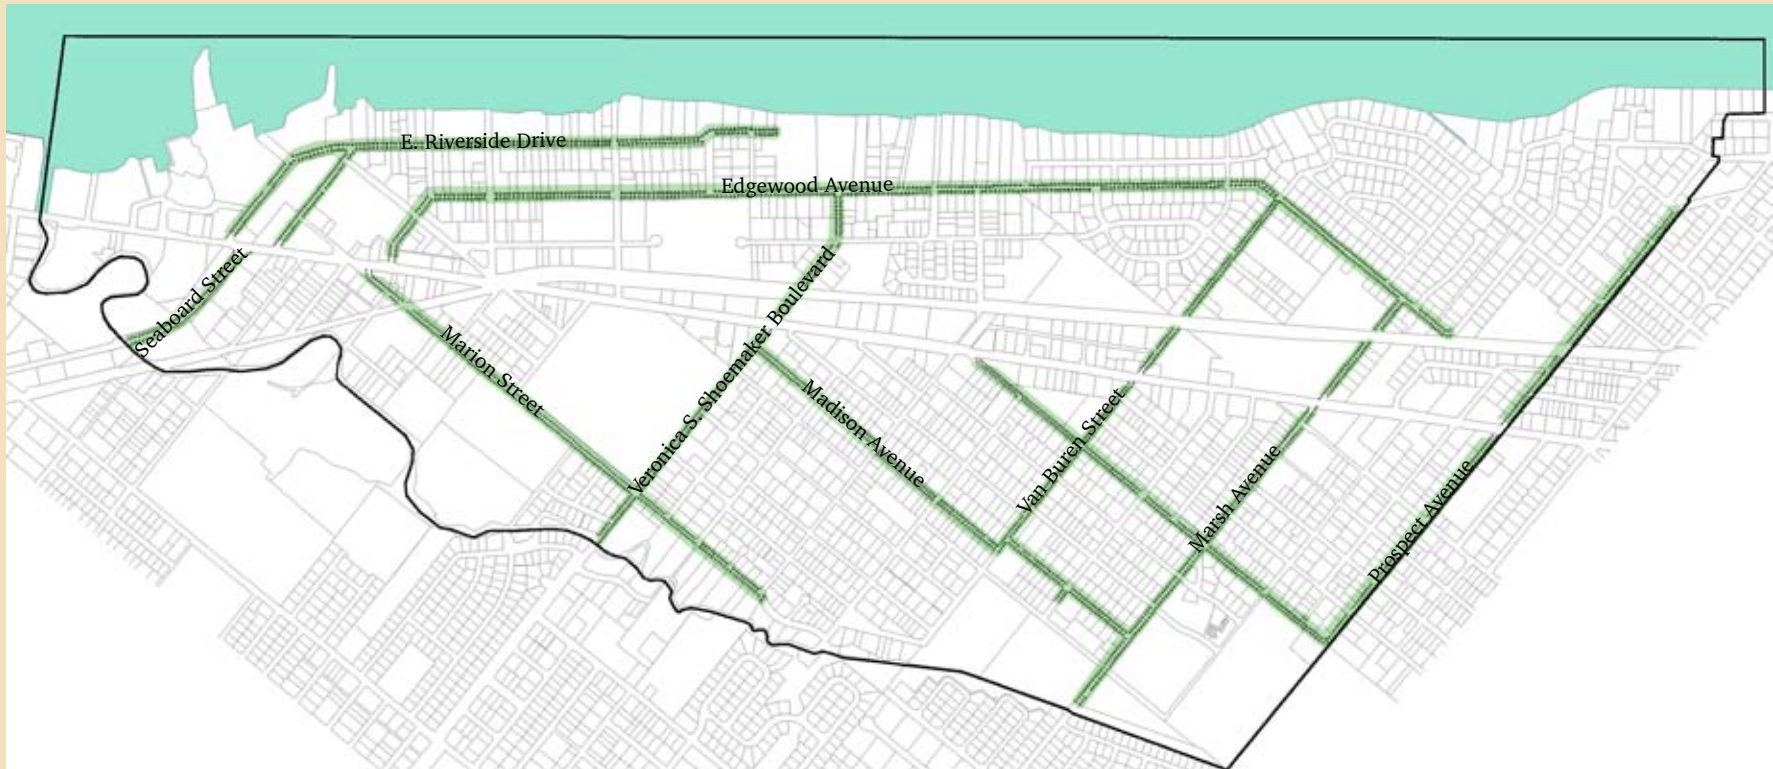 E. Riverside Drive
Edgewood Avenue
Seaboard Street
Marion Street
Veronica S. Shoemaker Boulevard
Madison Avenue
Van Buren Street
Marsh Avenue
Prospect Avenue